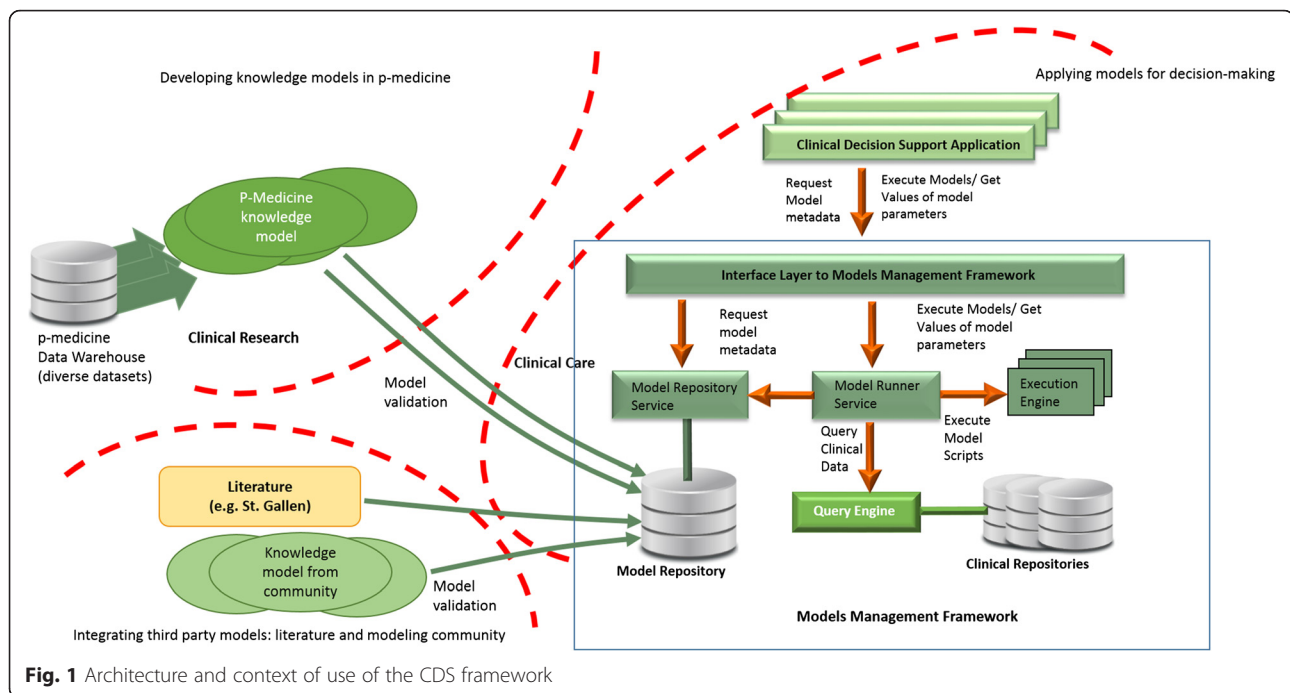 Developing knowledge models in p-medicine
Applying models for decision-making
Clinical Decision Support Application
Request
Model
metadata
Execute Models/ Get
Values of model
parameters
P-Medicine
knowledge
model
p-medicine
Data Warehouse
(diverse datasets)
Clinical Research
Model
validation
Clinical Care
Interface Layer to Models Management Framework
Request
model
metadata
Execute Models/ Get
Values of model
parameters
Model Repository
Service
Model Runner
Service
Execution
Engine
Query
Clinical
Data
Execute
Model
Scripts
Query Engine
Clinical Repositories
Model Repository
Models Management Framework
Literature
(e.g. St. Gallen)
Knowledge
model from
community
Model
validation
Integrating third party models: literature and modeling community
Fig. 1 Architecture and context of use of the CDS framework